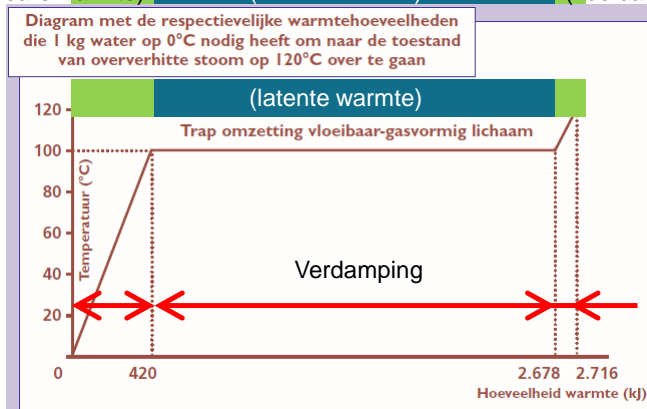 Diagram met de respectievelijke warmtehoeveelheden
die 1 kg water op 0°C nodig heeft om naar de toestand
van oververhitte stoom op 120°C over te gaan
(latente warmte)
Trap omzetting vloeibaar-gasvormig lichaam
120
100
80
60
40
20
Temperatuur (°C)
Verdamping
0 420 2.678 2.716
Hoeveelheid warmte (kJ)